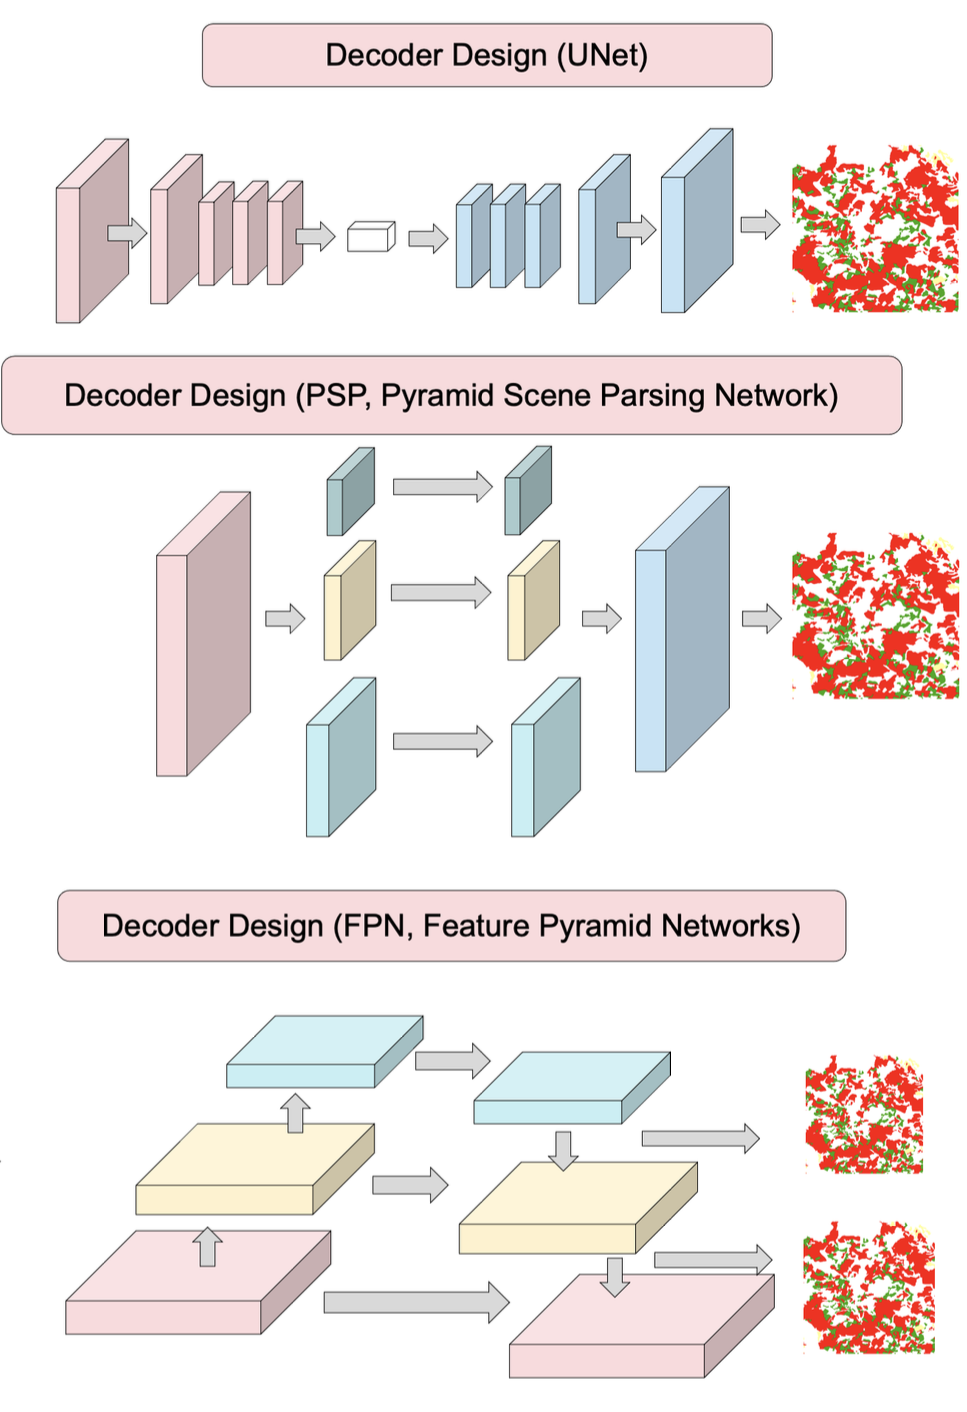 Decoder Design (UNet)
Decoder Design (PSP, Pyramid Scene Parsing Network)
Decoder Design (FPN, Feature Pyramid Networks)